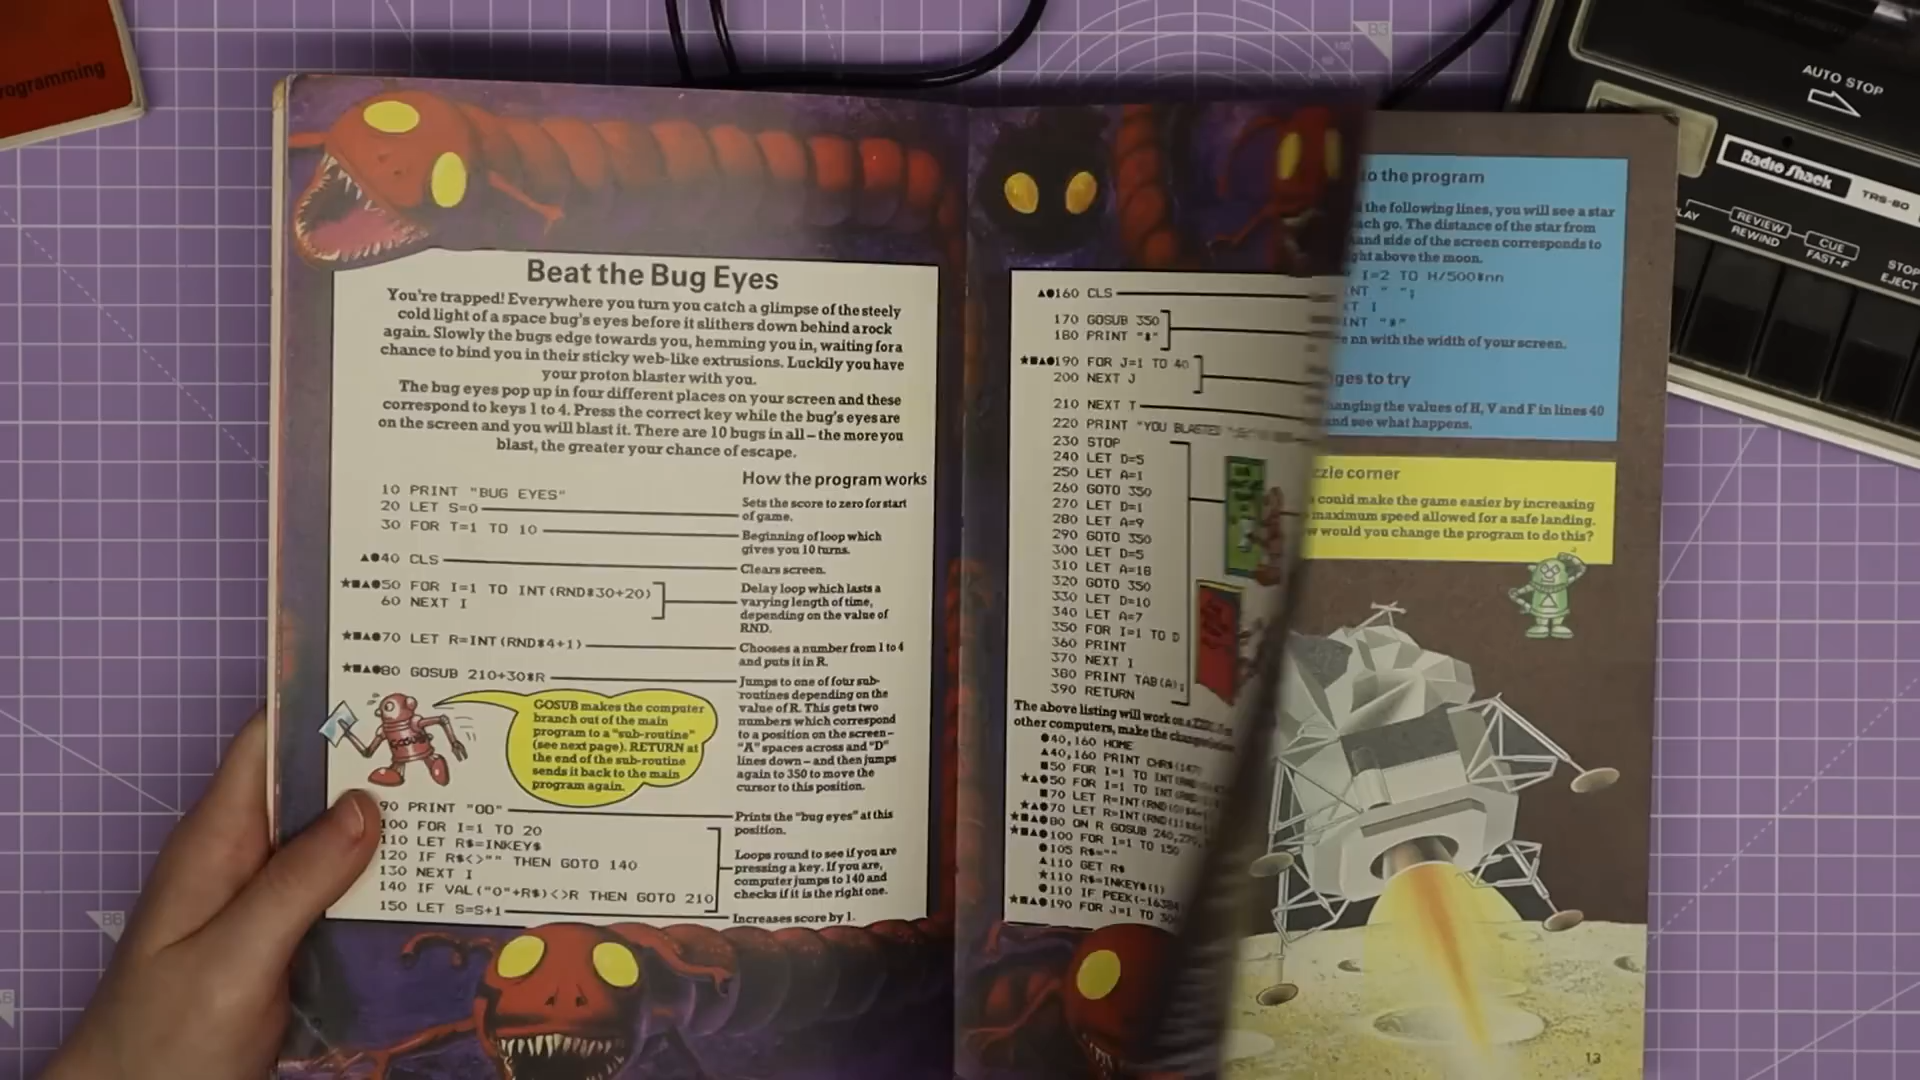 rogramming
B3
AUTO STOP
Radio Shaek
TRS-80
LAY
REVIEW
REWIND
CUE
FAST-F
STOP
EJECT
Beat the Bug Eyes
You're trapped! Everywhere you turn you catch a glimpse of the steely
cold light of a space bug's eyes before it slithers down behind a rock
again. Slowly the bugs edge towards you, hemming you in, waiting for a
chance to bind you in their sticky web-like extrusions. Luckily you have
your proton blaster with you.
The bug eyes pop up in four different places on your screen and these
correspond to keys 1 to 4. Press the correct key while the bug's eyes are
on the screen and you will blast it. There are 10 bugs in all – the more you
blast, the greater your chance of escape.
How the program works
10 PRINT "BUG EYES"
20 LET S=0
Sets the score to zero for start
of game.
30 FOR T=1 TO 10
Beginning of loop which
gives you 10 turns.
▲●40 CLS
Clears screen.
★■▲●50 FOR I=1 TO INT(RND*30+20)
60 NEXT I
Delay loop which lasts a
varying length of time,
depending on the value of
RND.
★■▲●70 LET R=INT(RND*4+1)
Chooses a number from 1 to 4
and puts it in R.
★■▲●80 GOSUB 210+30*R
Jumps to one of four sub-
routines depending on the
value of R. This gets two
numbers which correspond
to a position on the screen –
"A" spaces across and "D"
lines down – and then jumps
again to 350 to move the
cursor to this position.
GOSUB
GOSUB makes the computer
branch out of the main
program to a "sub-routine"
(see next page). RETURN at
the end of the sub-routine
sends it back to the main
program again.
90 PRINT "OO"
Prints the "bug eyes" at this
position.
100 FOR I=1 TO 20
110 LET R$=INKEY$
120 IF R$<>"" THEN GOTO 140
130 NEXT I
140 IF VAL("0"+R$)<>R THEN GOTO 210
Loops round to see if you are
pressing a key. If you are,
computer jumps to 140 and
checks if it is the right one.
150 LET S=S+1
Increases score by 1.
▲●160 CLS
170 GOSUB 350
180 PRINT "*"
★■▲●190 FOR J=1 TO 40
200 NEXT J
210 NEXT T
220 PRINT "YOU BLASTED
230 STOP
240 LET D=5
250 LET A=1
260 GOTO 350
270 LET D=1
280 LET A=9
290 GOTO 350
300 LET D=5
310 LET A=18
320 GOTO 350
330 LET D=10
340 LET A=7
350 FOR I=1 TO D
360 PRINT
370 NEXT I
380 PRINT TAB(A);
390 RETURN
The above listing will work on a
other computers, make the changes
●40,160 HOME
▲40,160 PRINT CHR$(147)
■50 FOR I=1 TO INT(RND
★▲●50 FOR I=1 TO INT(RND
■70 LET R=INT(RND(0)
★▲●70 LET R=INT(RND(1)
★■▲●80 ON R GOSUB 240,270,
★■▲●100 FOR I=1 TO 150
●105 R$=""
▲110 GET R$
★110 R$=INKEY$(1)
●110 IF PEEK(-16384
★■▲●190 FOR J=1 TO
to the program
the following lines, you will see a star
ach go. The distance of the star from
and side of the screen corresponds to
ght above the moon.
I=2 TO H/500*nn
NT " ";
XT I
INT "*"
e nn with the width of your screen.
ges to try
hanging the values of H, V and F in lines 40
and see what happens.
zzle corner
could make the game easier by increasing
maximum speed allowed for a safe landing.
w would you change the program to do this?
13
B6